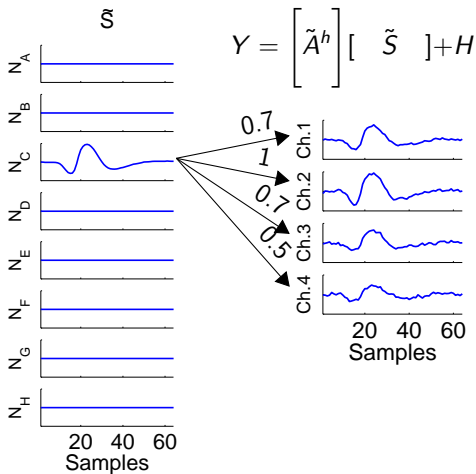 S̃
Y = [Ã^h] [ S̃ ]+H
N_A
N_B
N_C
N_D
N_E
N_F
N_G
N_H
20 40 60
Samples
0.7
1
0.7
0.5
Ch.1
Ch.2
Ch.3
Ch.4
20 40 60
Samples